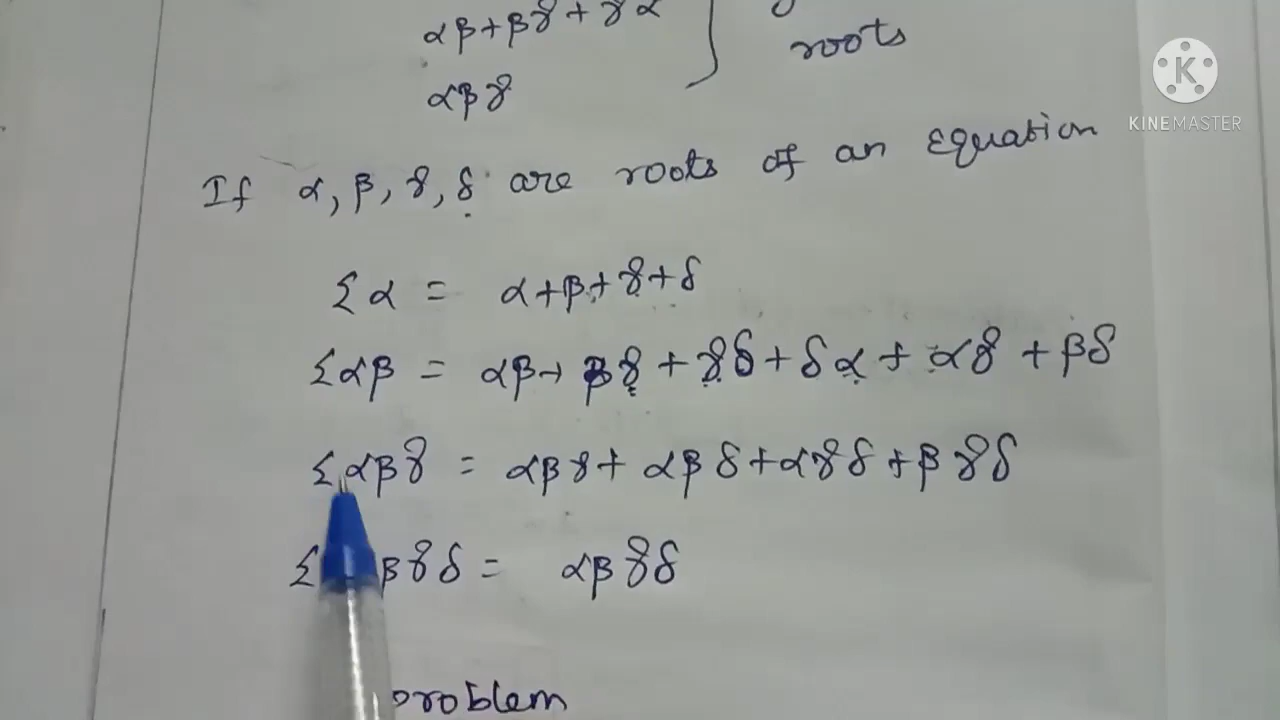 αβ+βγ+γα
roots
αβγ
K
KINEMASTER
If α, β, γ, δ are roots of an Equation
Σα = α+β+γ+δ
Σαβ = αβ+ βγ + γδ + δα + αγ + βδ
Σαβγ = αβγ + αβδ + αγδ + βγδ
Σ βγδ = αβγδ
problem